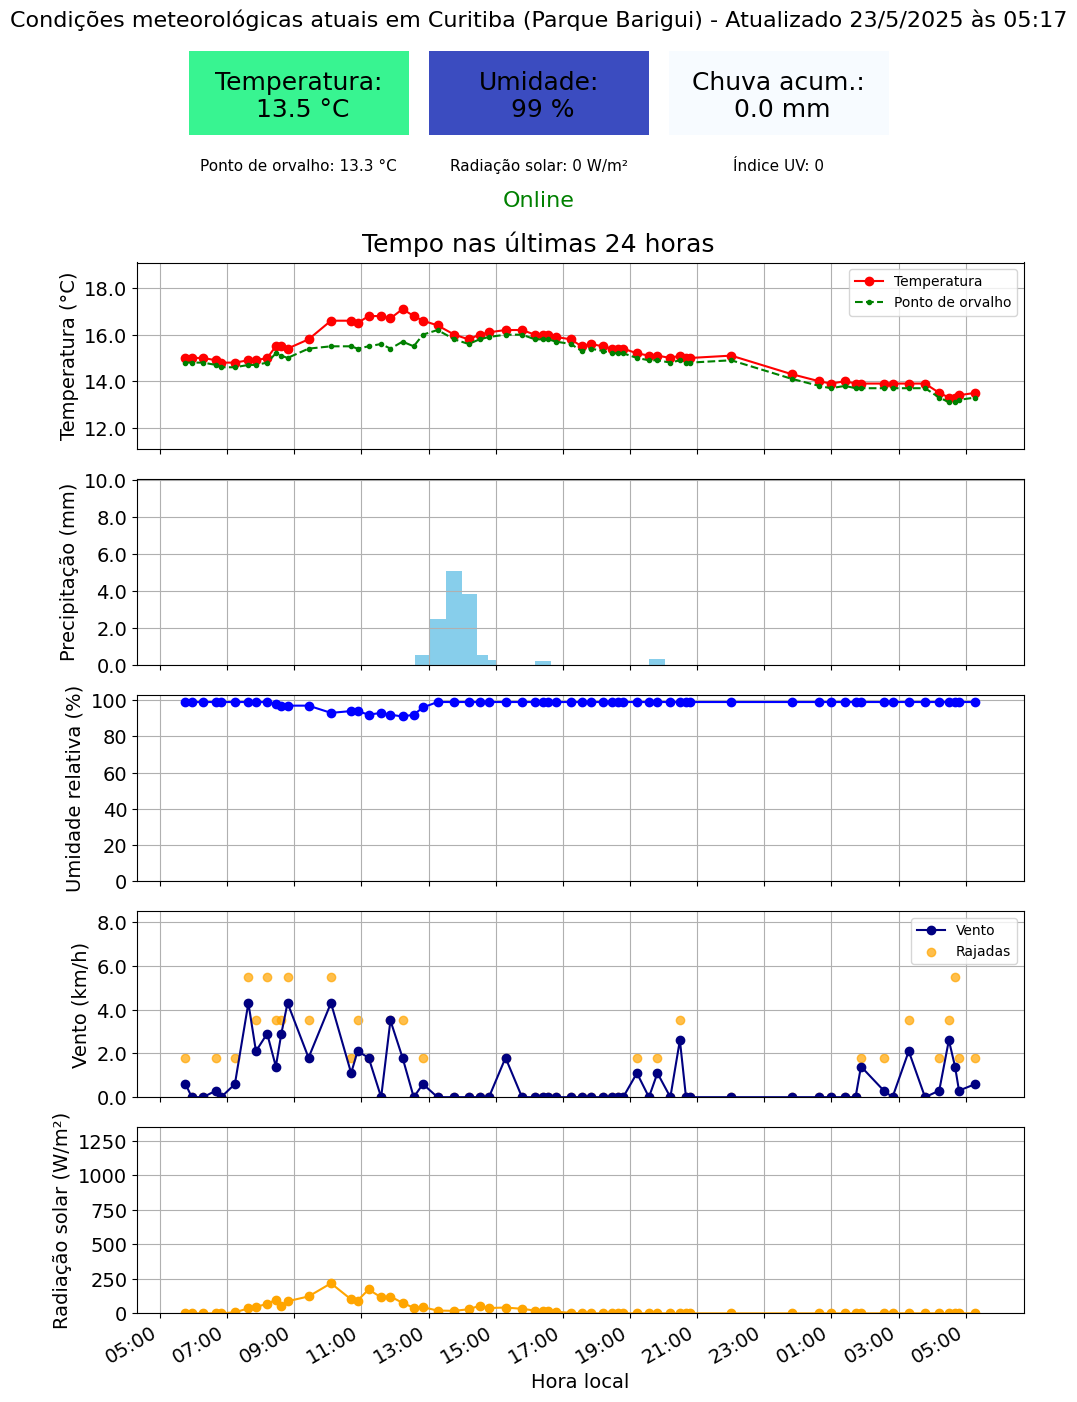 Condições meteorológicas atuais em Curitiba (Parque Barigui) - Atualizado 23/5/2025 às 05:17
Temperatura:
13.5 °C
Umidade:
99 %
Chuva acum.:
0.0 mm
Ponto de orvalho: 13.3 °C
Radiação solar: 0 W/m²
Índice UV: 0
Online
Tempo nas últimas 24 horas
Temperatura (°C)
18.0
16.0
14.0
12.0
Temperatura
Ponto de orvalho
Precipitação (mm)
10.0
8.0
6.0
4.0
2.0
0.0
Umidade relativa (%)
100
80
60
40
20
0
Vento (km/h)
8.0
6.0
4.0
2.0
0.0
Vento
Rajadas
Radiação solar (W/m²)
1250
1000
750
500
250
0
05:00 07:00 09:00 11:00 13:00 15:00 17:00 19:00 21:00 23:00 01:00 03:00 05:00
Hora local